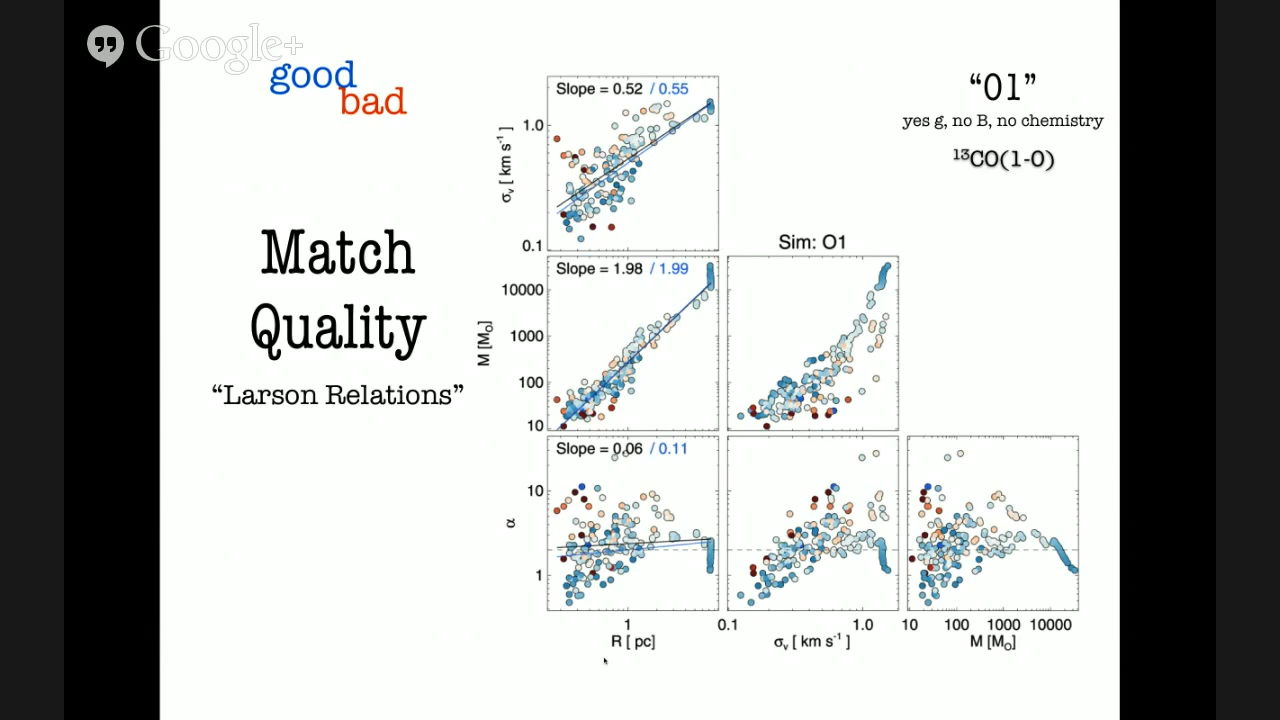 Google+
good
bad
Match
Quality
“Larson Relations”
“O1”
yes g, no B, no chemistry
¹³CO(1-0)
Slope = 0.52 / 0.55
1.0
0.1
σᵥ [ km s⁻¹ ]
Sim: O1
Slope = 1.98 / 1.99
10000
1000
100
10
M [M☉]
Slope = 0.06 / 0.11
10
1
α
1
R [ pc]
0.1
1.0
σᵥ [ km s⁻¹ ]
10
100
1000
10000
M [M☉]